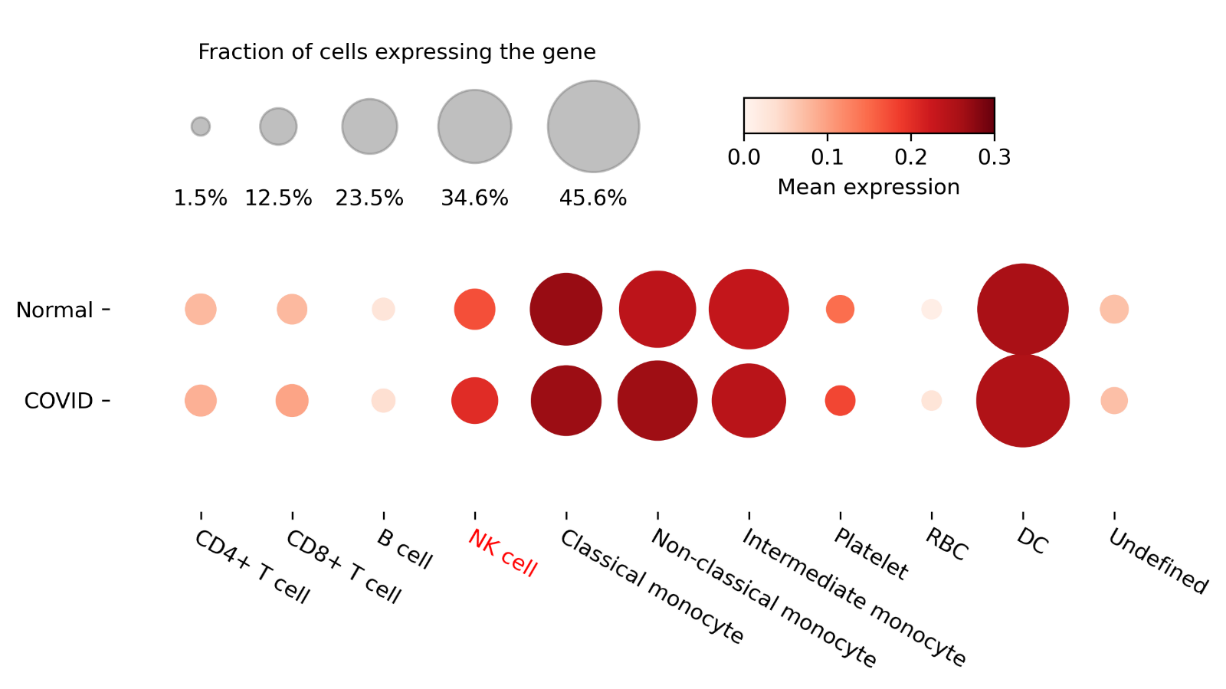 Fraction of cells expressing the gene
1.5% 12.5% 23.5% 34.6% 45.6%
0.0 0.1 0.2 0.3
Mean expression
Normal
COVID
CD4+ T cell
CD8+ T cell
B cell
NK cell
Classical monocyte
Non-classical monocyte
Intermediate monocyte
Platelet
RBC
DC
Undefined